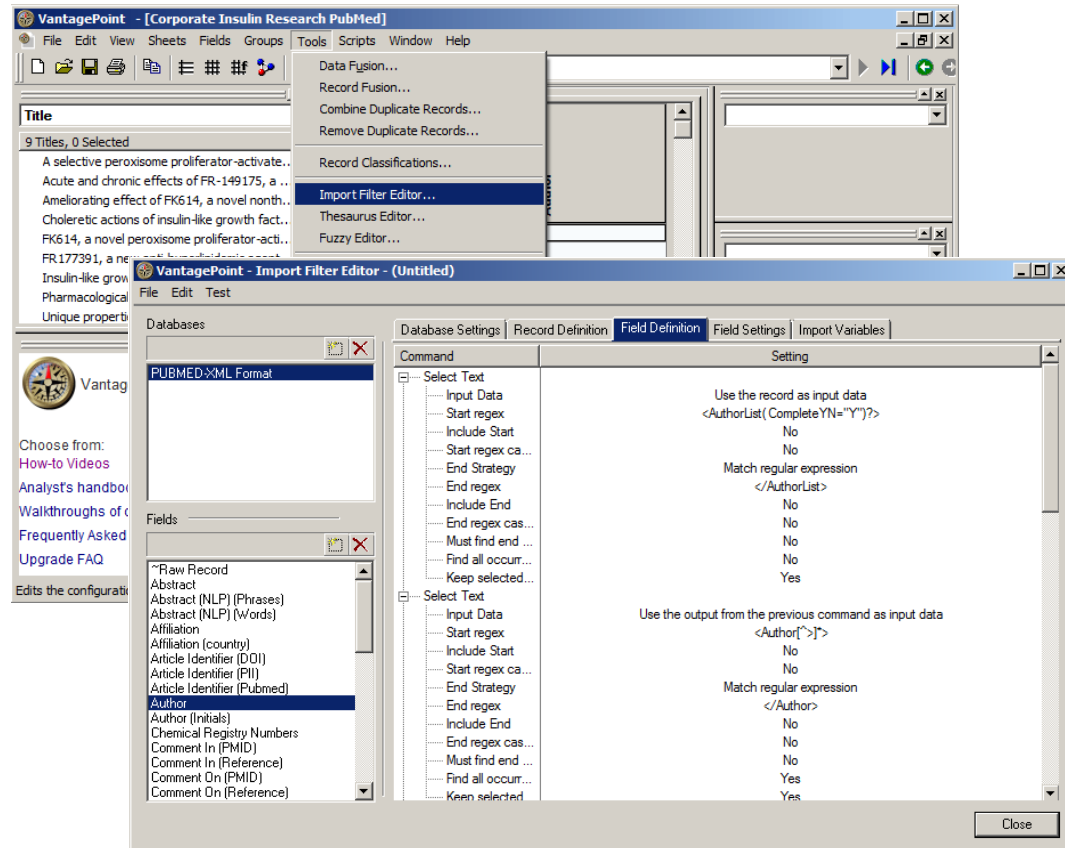 VantagePoint - [Corporate Insulin Research PubMed]
File Edit View Sheets Fields Groups Tools Scripts Window Help
Data Fusion...
Record Fusion...
Combine Duplicate Records...
Remove Duplicate Records...
Record Classifications...
Import Filter Editor...
Thesaurus Editor...
Fuzzy Editor...
Title
9 Titles, 0 Selected
A selective peroxisome proliferator-activate..
Acute and chronic effects of FR-149175, a ..
Ameliorating effect of FK614, a novel nonth..
Choleretic actions of insulin-like growth fact..
FK614, a novel peroxisome proliferator-acti..
FR177391, a new
Insulin-like grow
Pharmacological
Unique properti
Vantag
Choose from:
How-to Videos
Analyst's handboo
Walkthroughs of
Frequently Asked
Upgrade FAQ
Edits the configurati
VantagePoint - Import Filter Editor - (Untitled)
File Edit Test
Databases
PUBMED-XML Format
Fields
~Raw Record
Abstract
Abstract (NLP) (Phrases)
Abstract (NLP) (Words)
Affiliation
Affiliation (country)
Article Identifier (DOI)
Article Identifier (PII)
Article Identifier (Pubmed)
Author
Author (Initials)
Chemical Registry Numbers
Comment In (PMID)
Comment In (Reference)
Comment On (PMID)
Comment On (Reference)
Database Settings Record Definition Field Definition Field Settings Import Variables
Command Setting
Select Text
Input Data Use the record as input data
Start regex <AuthorList( CompleteYN="Y")?>
Include Start No
Start regex ca... No
End Strategy Match regular expression
End regex </AuthorList>
Include End No
End regex cas... No
Must find end ... No
Find all occurr... No
Keep selected... Yes
Select Text
Input Data Use the output from the previous command as input data
Start regex <Author[^>]*>
Include Start No
Start regex ca... No
End Strategy Match regular expression
End regex </Author>
Include End No
End regex cas... No
Must find end ... No
Find all occurr... Yes
Keep selected Yes
Close